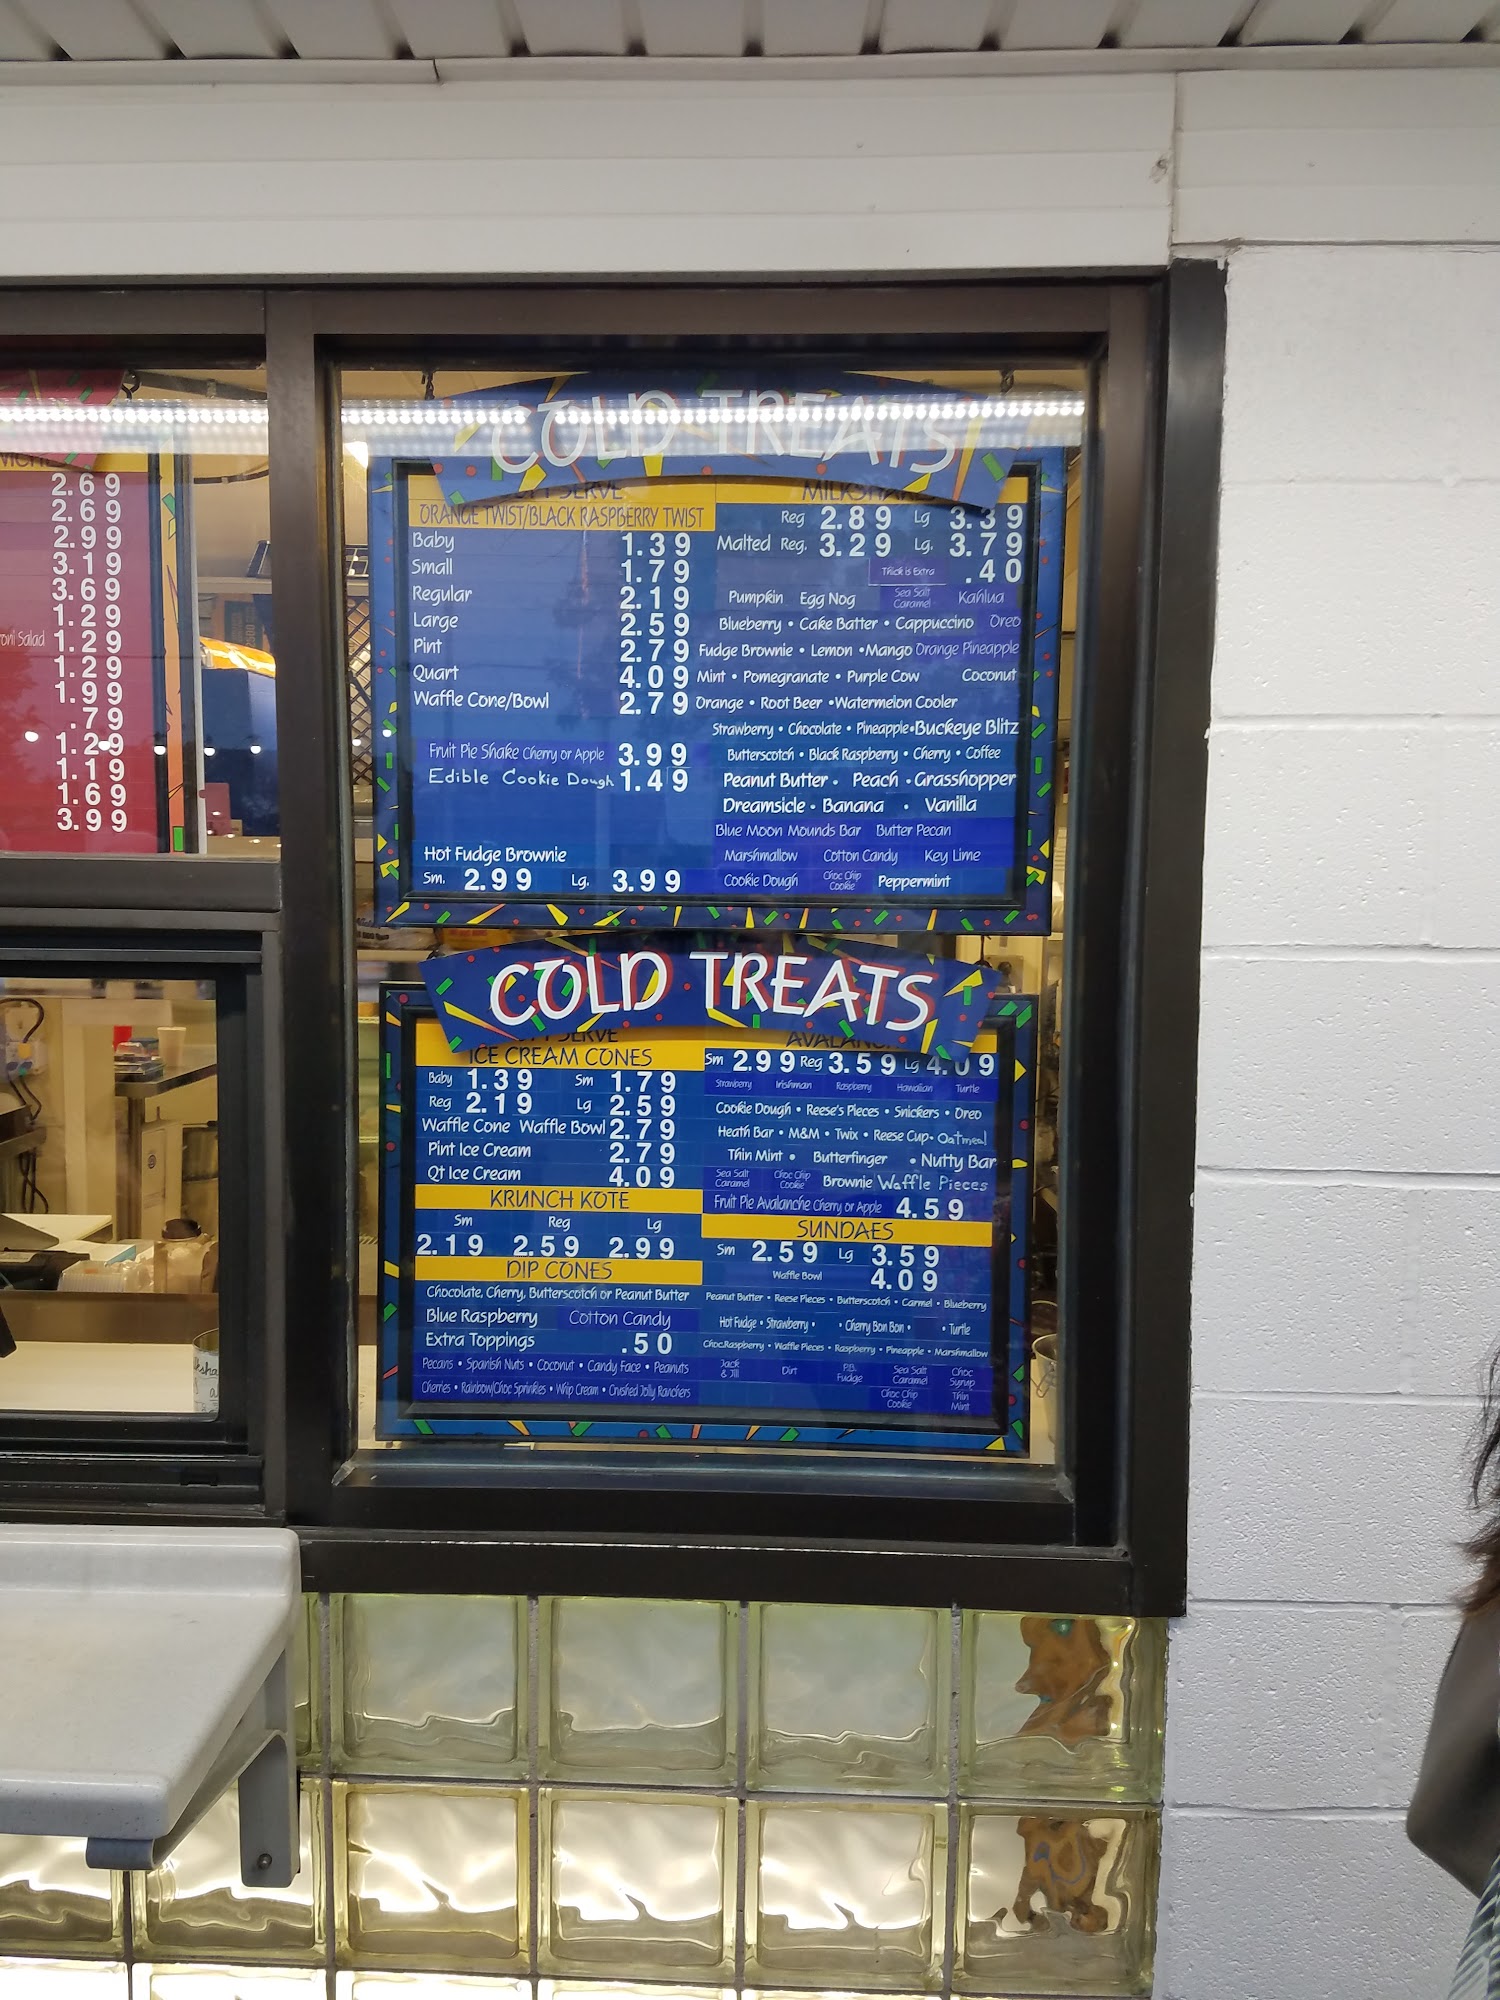 2.69
2.69
2.99
3.19
3.69
1.29
Salad 1.29
1.29
1.99
.79
1.29
1.19
1.69
3.99
COLD TREATS
SERVE
ORANGE TWIST/BLACK RASPBERRY TWIST
Baby 1.39
Small 1.79
Regular 2.19
Large 2.59
Pint 2.79
Quart 4.09
Waffle Cone/Bowl 2.79
Fruit Pie Shake Cherry or Apple 3.99
Edible Cookie Dough 1.49
Hot Fudge Brownie
Sm. 2.99 Lg. 3.99
Reg 2.89 Lg 3.39
Malted Reg. 3.29 Lg. 3.79
Thick is Extra .40
Pumpkin Egg Nog Sea Salt Caramel Kahlua
Blueberry • Cake Batter • Cappuccino Oreo
Fudge Brownie • Lemon • Mango Orange Pineapple
Mint • Pomegranate • Purple Cow Coconut
Orange • Root Beer • Watermelon Cooler
Strawberry • Chocolate • Pineapple • Buckeye Blitz
Butterscotch • Black Raspberry • Cherry • Coffee
Peanut Butter • Peach • Grasshopper
Dreamsicle • Banana • Vanilla
Blue Moon Mounds Bar Butter Pecan
Marshmallow Cotton Candy Key Lime
Cookie Dough Choc Chip Cookie Peppermint
COLD TREATS
SERVE
ICE CREAM CONES
Baby 1.39 Sm 1.79
Reg 2.19 Lg 2.59
Waffle Cone Waffle Bowl 2.79
Pint Ice Cream 2.79
Qt Ice Cream 4.09
KRUNCH KOTE
Sm Reg Lg
2.19 2.59 2.99
DIP CONES
Chocolate, Cherry, Butterscotch or Peanut Butter
Blue Raspberry Cotton Candy
Extra Toppings .50
Pecans • Spanish Nuts • Coconut • Candy Face • Peanuts
Cherries • Rainbow/Choc Sprinkles • Whip Cream • Crushed Jolly Ranchers
Sm 2.99 Reg 3.59 Lg 4.09
Strawberry Irishman Raspberry Hawaiian Turtle
Cookie Dough • Reese's Pieces • Snickers • Oreo
Heath Bar • M&M • Twix • Reese Cup • Oatmeal
Thin Mint • Butterfinger • Nutty Bar
Sea Salt Caramel Choc Chip Cookie Brownie Waffle Pieces
Fruit Pie Avalanche Cherry or Apple 4.59
SUNDAES
Sm 2.59 Lg 3.59
Waffle Bowl 4.09
Peanut Butter • Reese Pieces • Butterscotch • Carmel • Blueberry
Hot Fudge • Strawberry • • Cherry Bon Bon • • Turtle
Choc.Raspberry • Waffle Pieces • Raspberry • Pineapple • Marshmallow
Jack & Jill Dirt P.B. Fudge Sea Salt Caramel Choc Syrup
Choc Chip Cookie Thin Mint